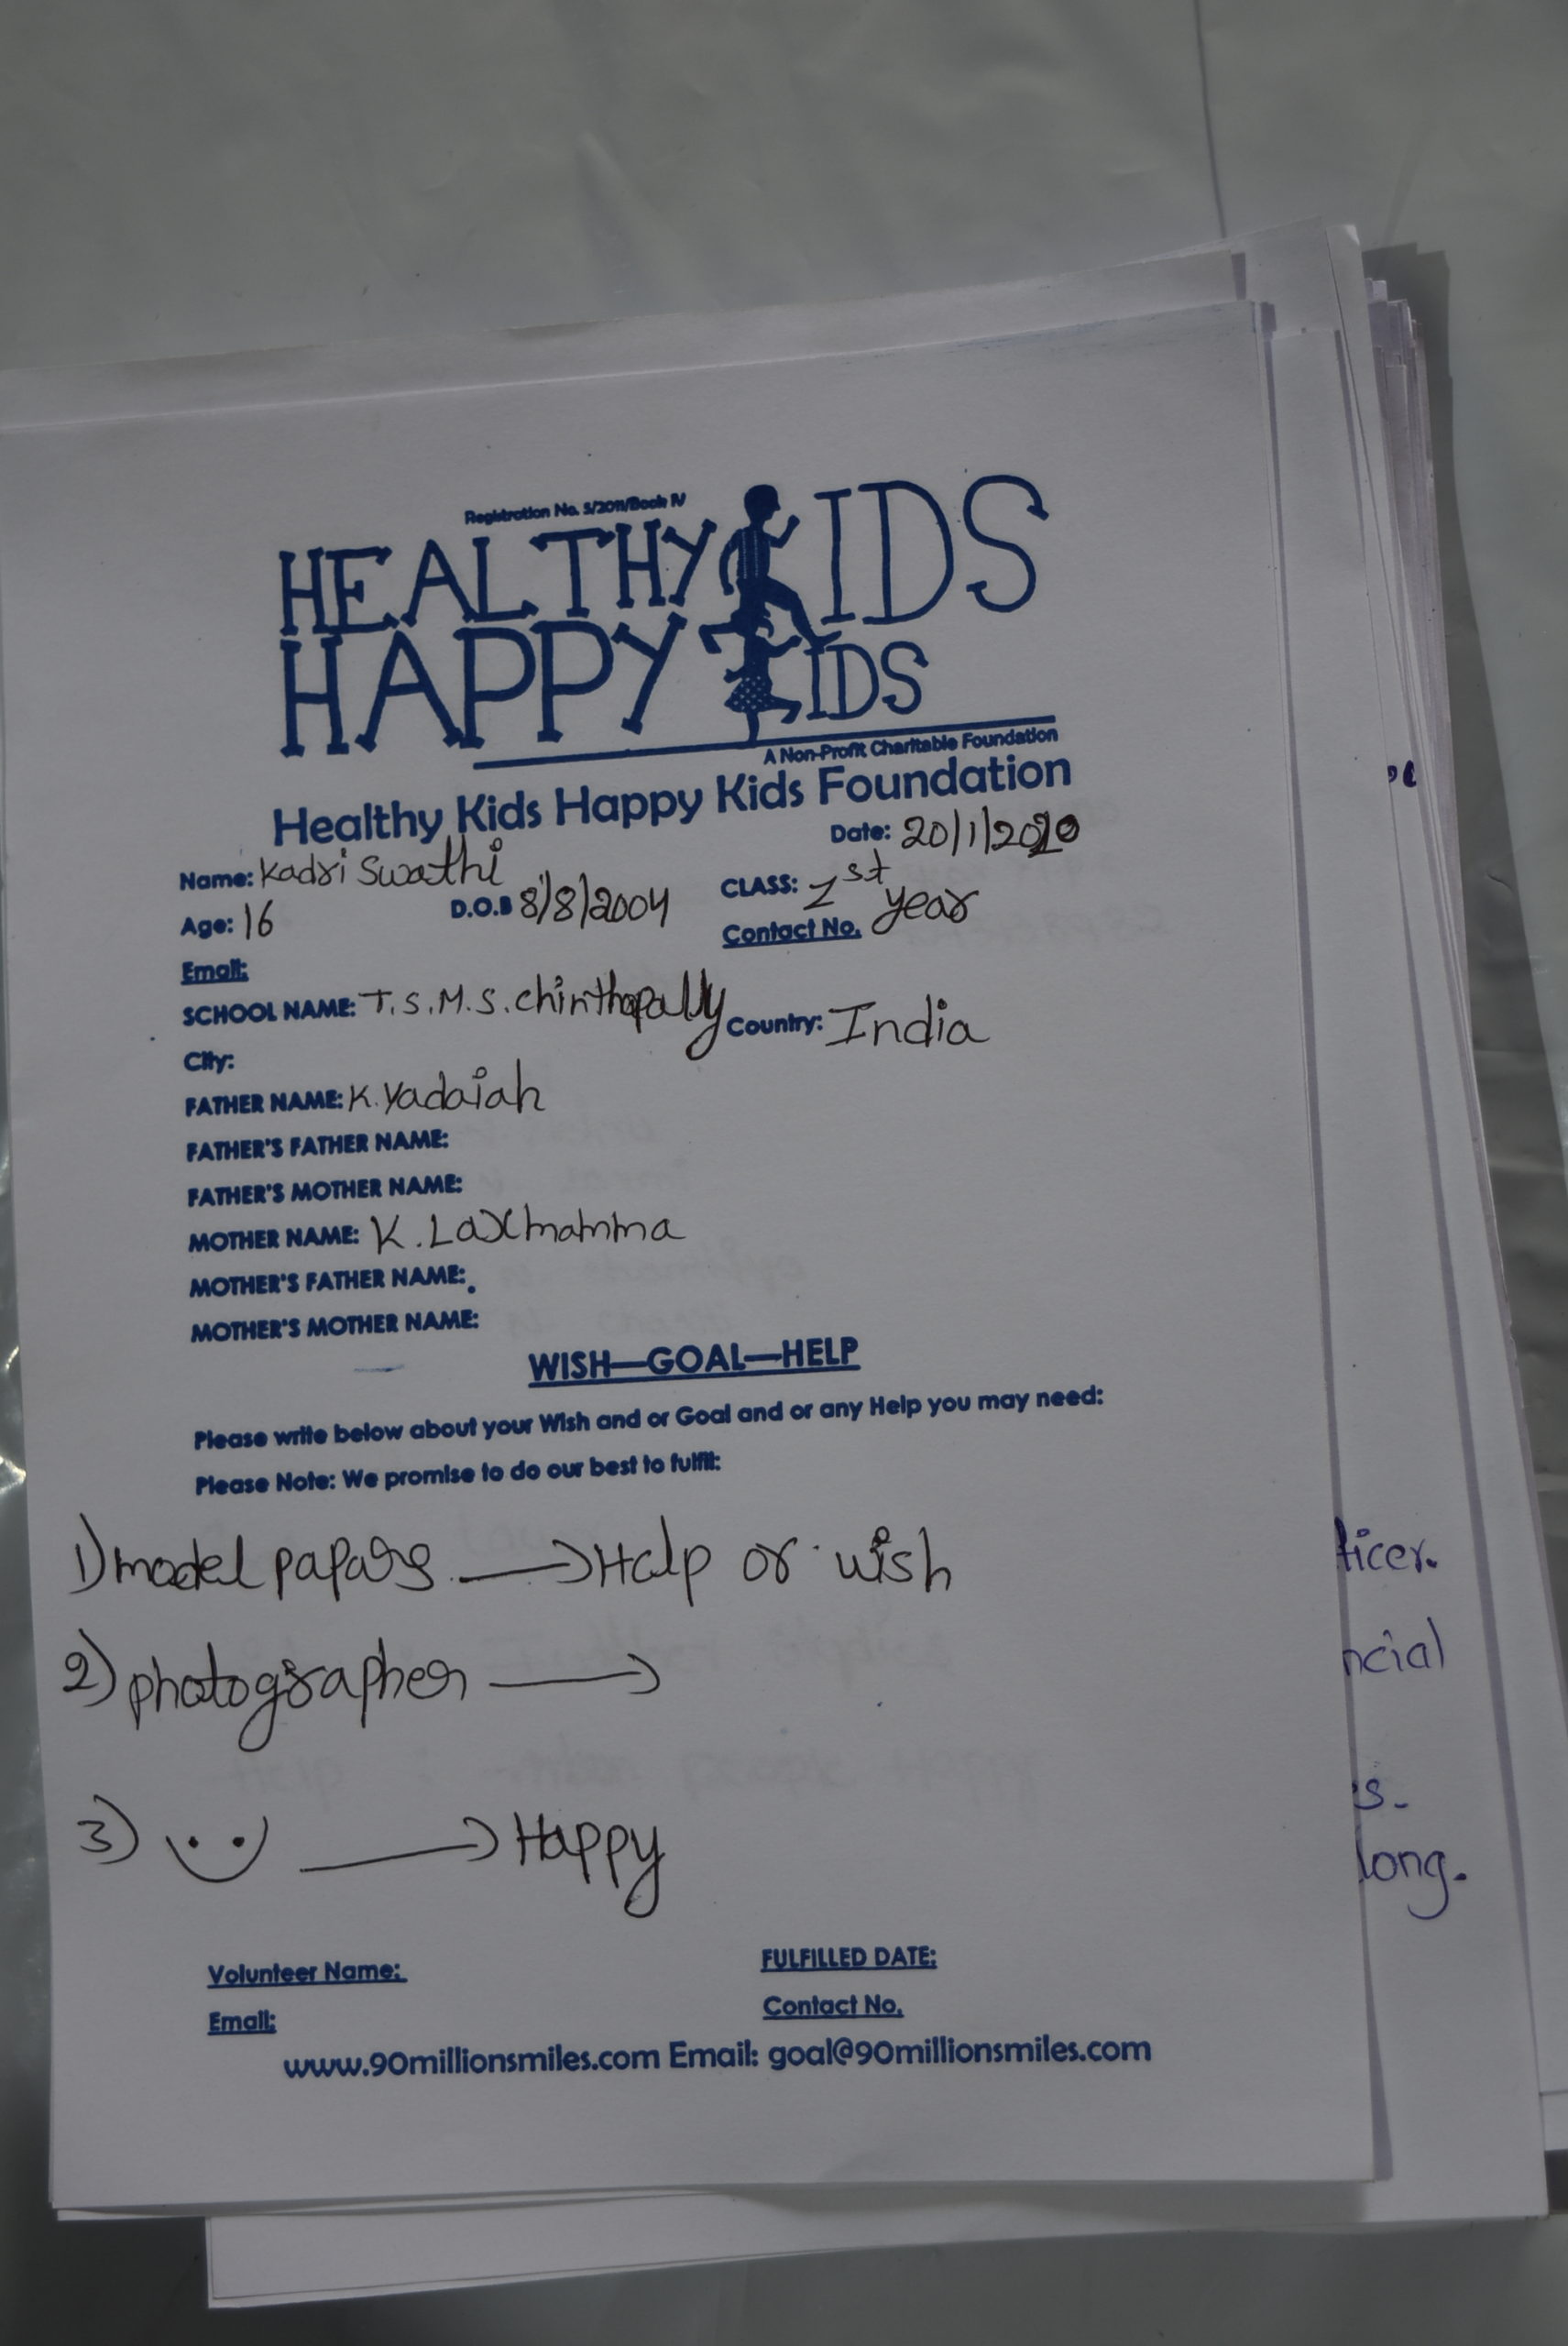 Registration No. 5/2011/Book IV
HEALTHY KIDS
HAPPY KIDS
A Non-Profit Charitable Foundation
Healthy Kids Happy Kids Foundation
Date: 20/1/2020
Name: Kadri Swathi
CLASS: 1st year
Age: 16 D.O.B 8/8/2004
Contact No.
Email:
SCHOOL NAME: T.S.M.S. chinthapally Country: India
City:
FATHER NAME: K. Yadaiah
FATHER'S FATHER NAME:
FATHER'S MOTHER NAME:
MOTHER NAME: K. Laxmamma
MOTHER'S FATHER NAME:
MOTHER'S MOTHER NAME:
WISH—GOAL—HELP
Please write below about your Wish and or Goal and or any Help you may need:
Please Note: We promise to do our best to fulfil:
1) model papars → Help or wish
2) photographer →
3) → Happy
ficer.
ncial
s.
long.
Volunteer Name: FULFILLED DATE:
Email: Contact No.
www.90millionsmiles.com Email: goal@90millionsmiles.com